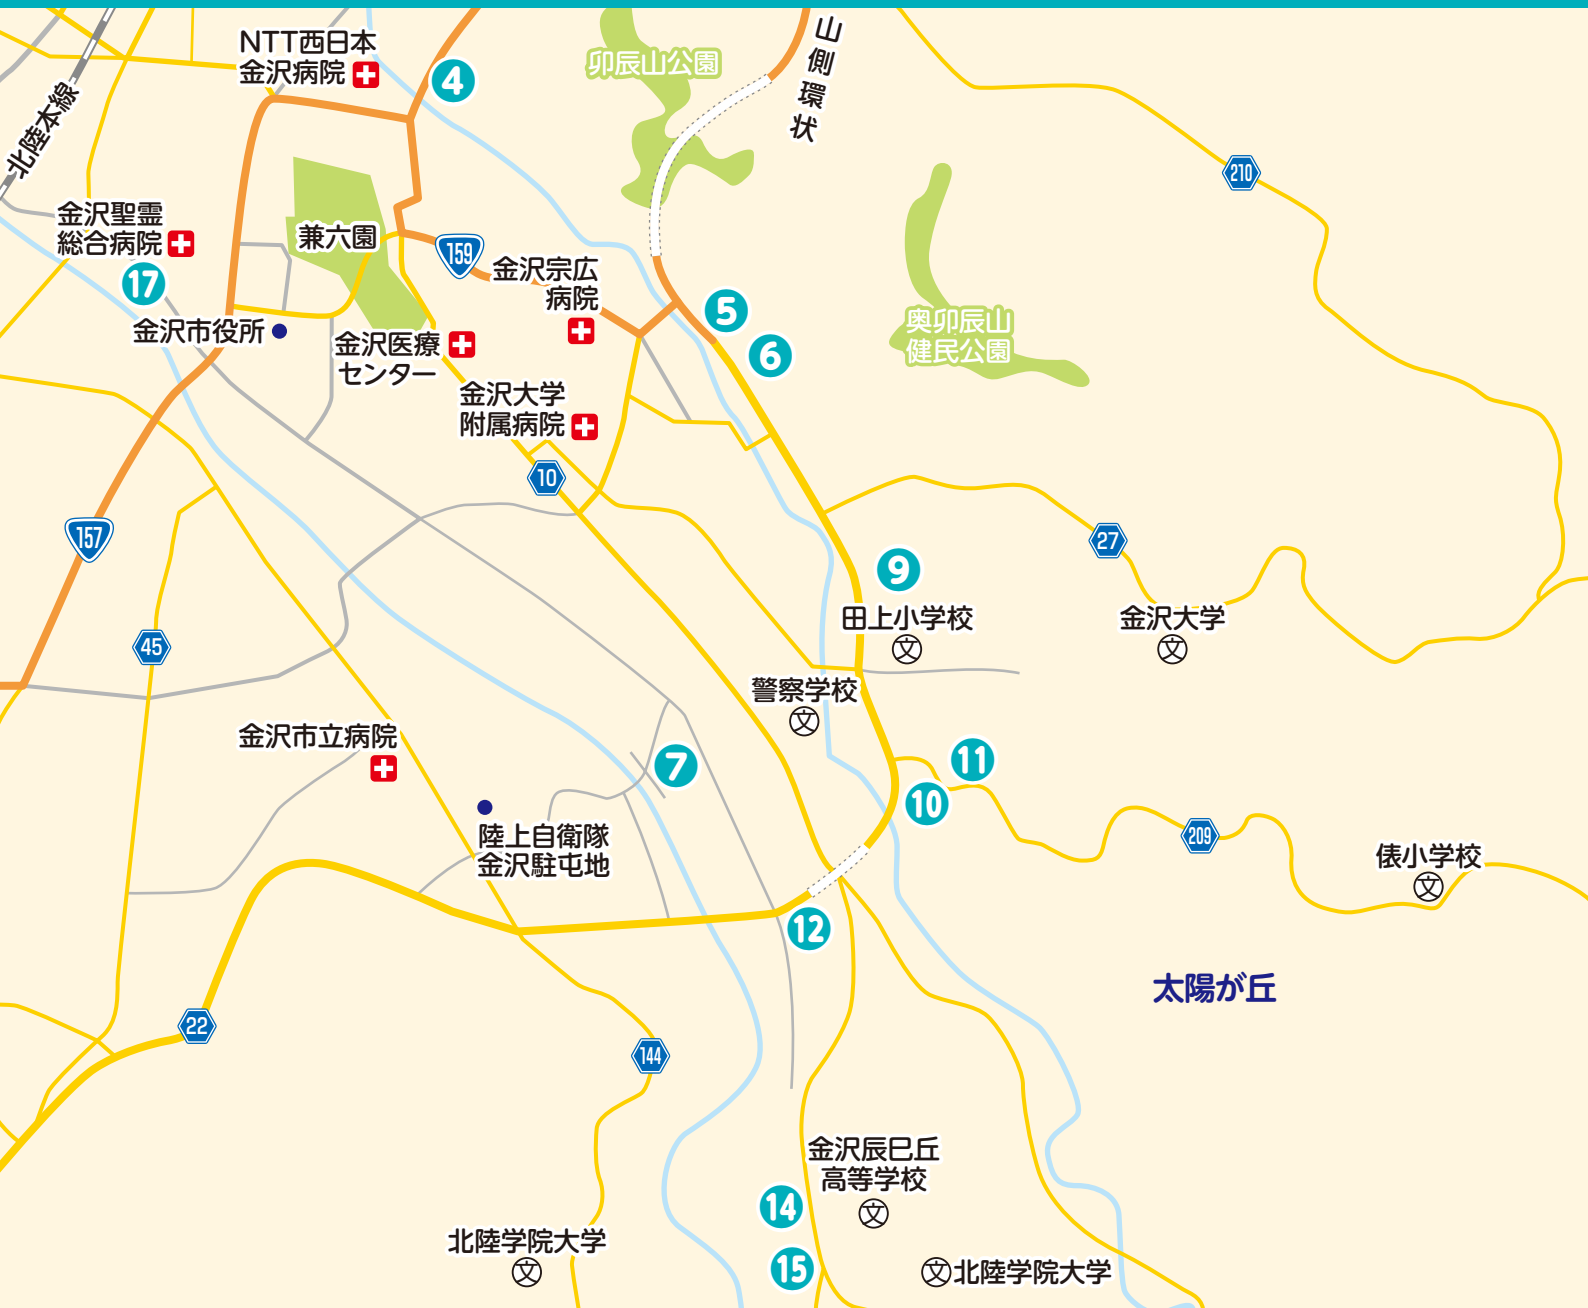 NTT西日本
金沢病院
4
卯辰山公園
山側環状
北陸本線
210
金沢聖霊
総合病院
17
兼六園
159
金沢宗広
病院
5
6
奥卯辰山
健民公園
金沢市役所
金沢医療
センター
金沢大学
附属病院
10
157
27
9
田上小学校
文
金沢大学
文
45
警察学校
文
金沢市立病院
7
11
10
209
陸上自衛隊
金沢駐屯地
俵小学校
文
12
太陽が丘
22
144
金沢辰巳丘
高等学校
文
14
15
北陸学院大学
文
文北陸学院大学